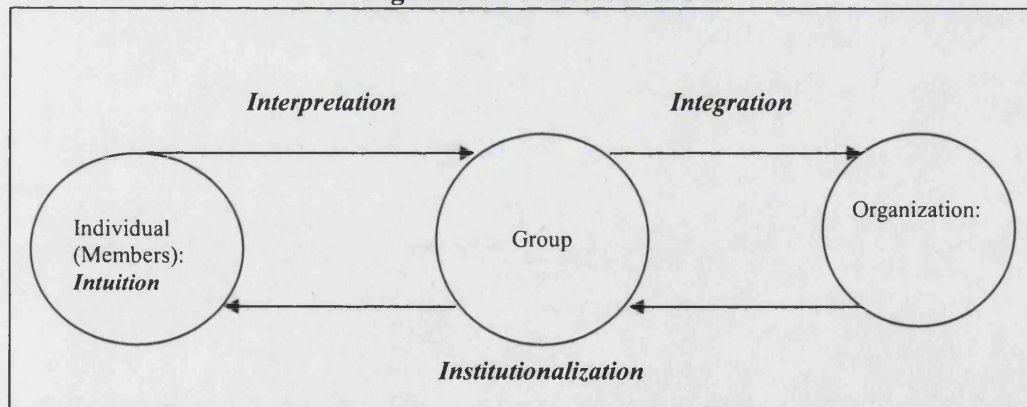 Interpretation
Integration
Individual
(Members):
Intuition
Group
Organization:
Institutionalization